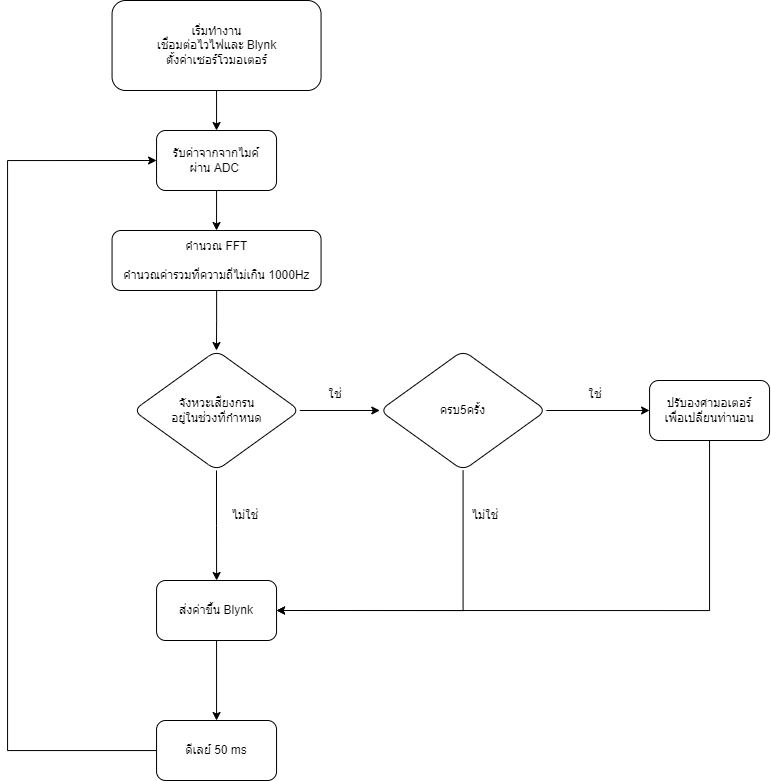 เริ่มทำงาน
เชื่อมต่อไวไฟและ Blynk
ตั้งค่าเซอร์โวมอเตอร์
รับค่าจากจากไมค์
ผ่าน ADC
คำนวณ FFT
คำนวณค่ารวมที่ความถี่ไม่เกิน 1000Hz
จังหวะเสียงกรน
อยู่ในช่วงที่กำหนด
ใช่
ครบ5ครั้ง
ใช่
ปรับองศามอเตอร์
เพื่อเปลี่ยนท่านอน
ไม่ใช่
ไม่ใช่
ส่งค่าขึ้น Blynk
ดีเลย์ 50 ms